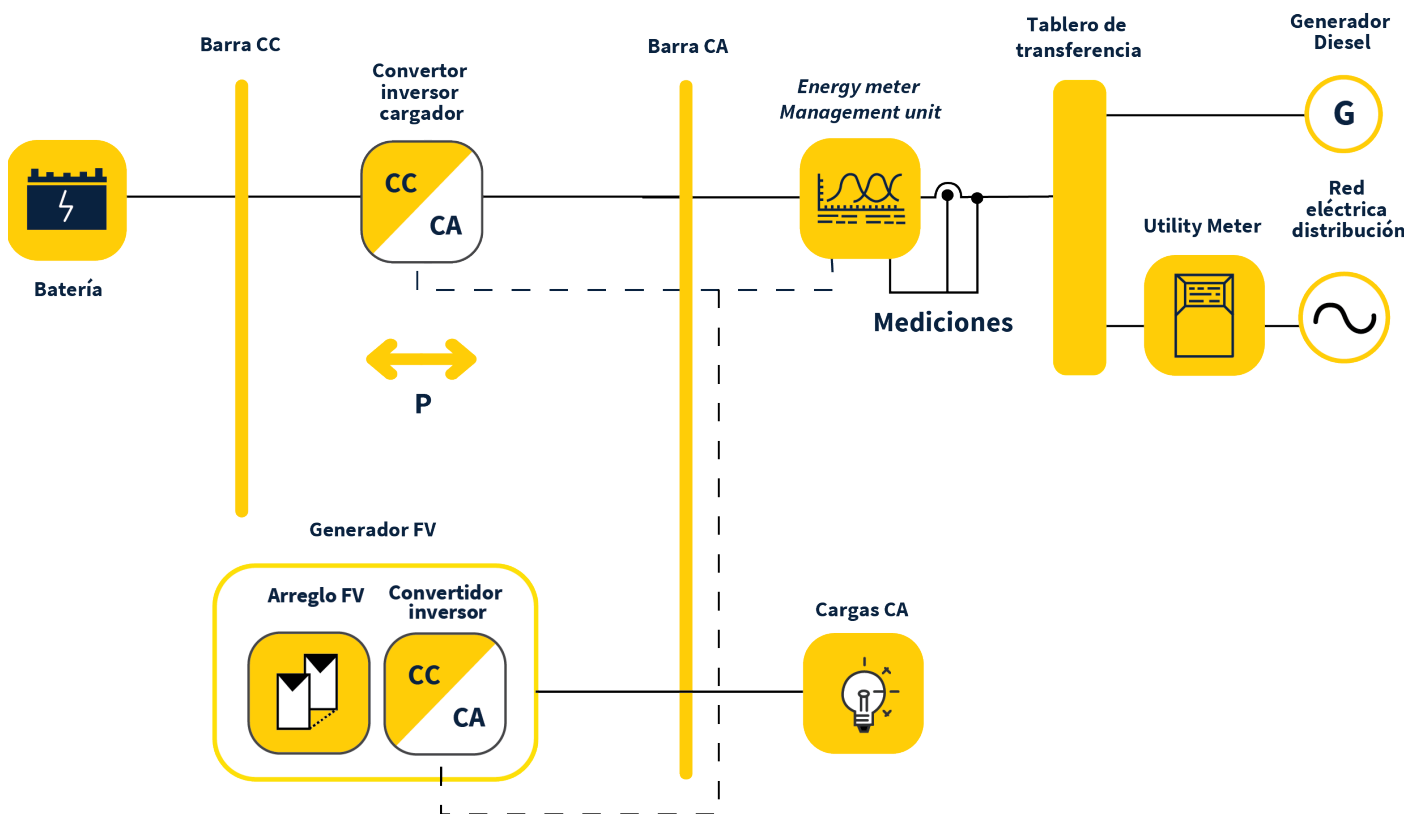 Barra CC
Convertor
inversor
cargador
CC
CA
Batería
P
Barra CA
Energy meter
Management unit
Mediciones
Tablero de
transferencia
Generador
Diesel
G
Red
eléctrica
distribución
Utility Meter
Generador FV
Arreglo FV
Convertidor
inversor
CC
CA
Cargas CA